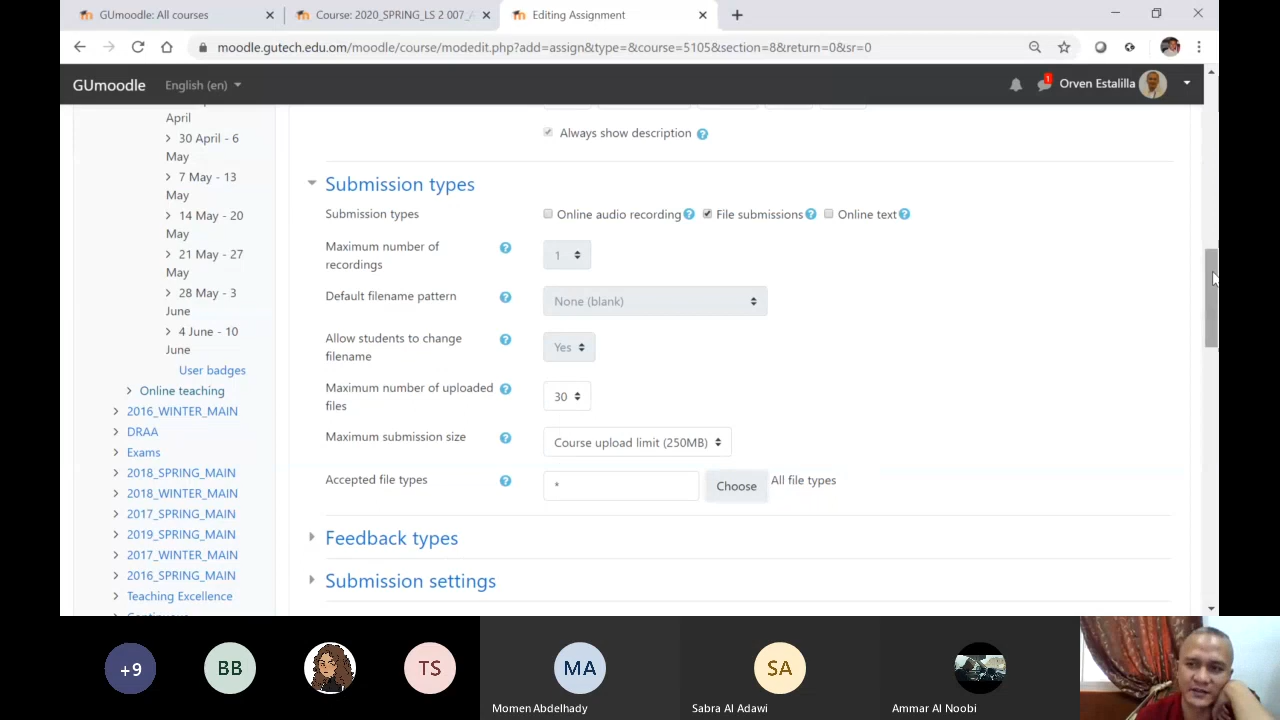 GUmoodle: All courses
Course: 2020_SPRING_LS 2 007_
Editing Assignment
moodle.gutech.edu.om/moodle/course/modedit.php?add=assign&type=&course=5105&section=8&return=0&sr=0
GUmoodle
English (en)
1
Orven Estalilla
April
30 April - 6
May
7 May - 13
May
14 May - 20
May
21 May - 27
May
28 May - 3
June
4 June - 10
June
User badges
Online teaching
2016_WINTER_MAIN
DRAA
Exams
2018_SPRING_MAIN
2018_WINTER_MAIN
2017_SPRING_MAIN
2019_SPRING_MAIN
2017_WINTER_MAIN
2016_SPRING_MAIN
Teaching Excellence
Continuous
Always show description
Submission types
Submission types
Online audio recording
File submissions
Online text
Maximum number of
recordings
1
Default filename pattern
None (blank)
Allow students to change
filename
Yes
Maximum number of uploaded
files
30
Maximum submission size
Course upload limit (250MB)
Accepted file types
*
Choose
All file types
Feedback types
Submission settings
+9
BB
TS
MA
Momen Abdelhady
SA
Sabra Al Adawi
Ammar Al Noobi